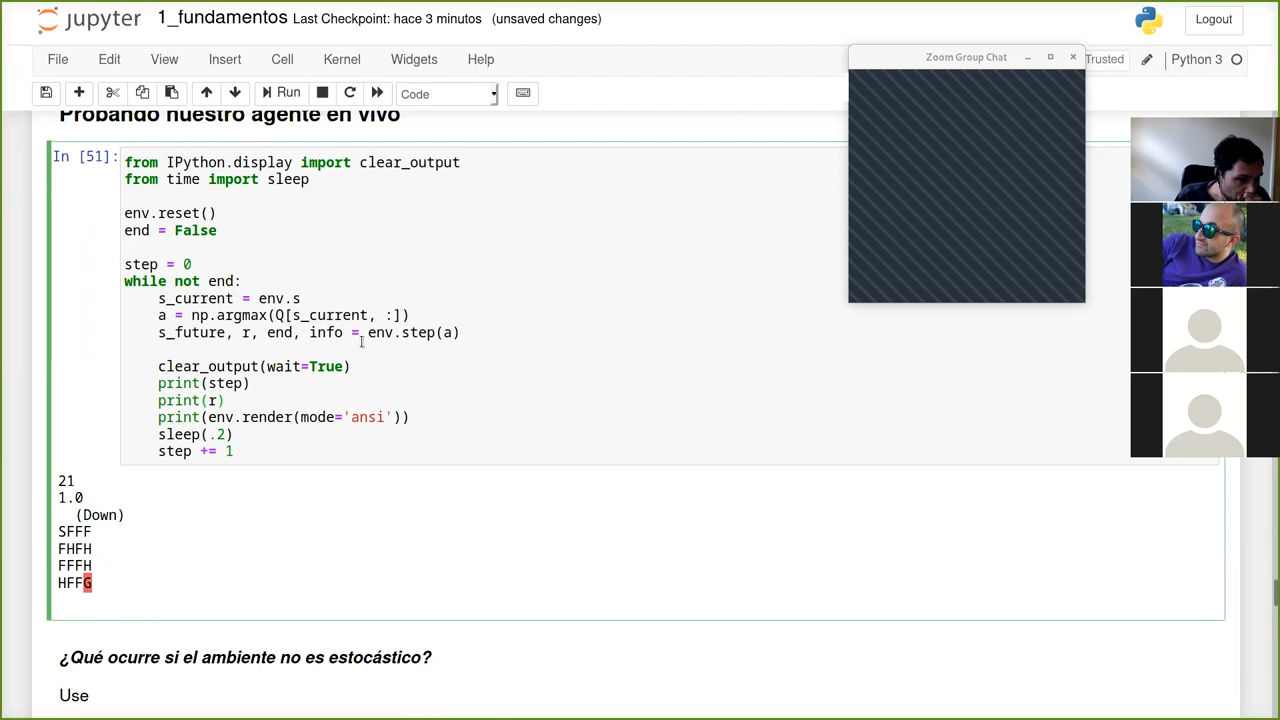 jupyter 1_fundamentos Last Checkpoint: hace 3 minutos (unsaved changes)
Logout
File Edit View Insert Cell Kernel Widgets Help
Trusted
Python 3
Run
Code
Zoom Group Chat
Probando nuestro agente en vivo
In [51]:
from IPython.display import clear_output
from time import sleep
env.reset()
end = False
step = 0
while not end:
    s_current = env.s
    a = np.argmax(Q[s_current, :])
    s_future, r, end, info = env.step(a)
    clear_output(wait=True)
    print(step)
    print(r)
    print(env.render(mode='ansi'))
    sleep(.2)
    step += 1
21
1.0
  (Down)
SFFF
FHFH
FFFH
HFFG
¿Qué ocurre si el ambiente no es estocástico?
Use